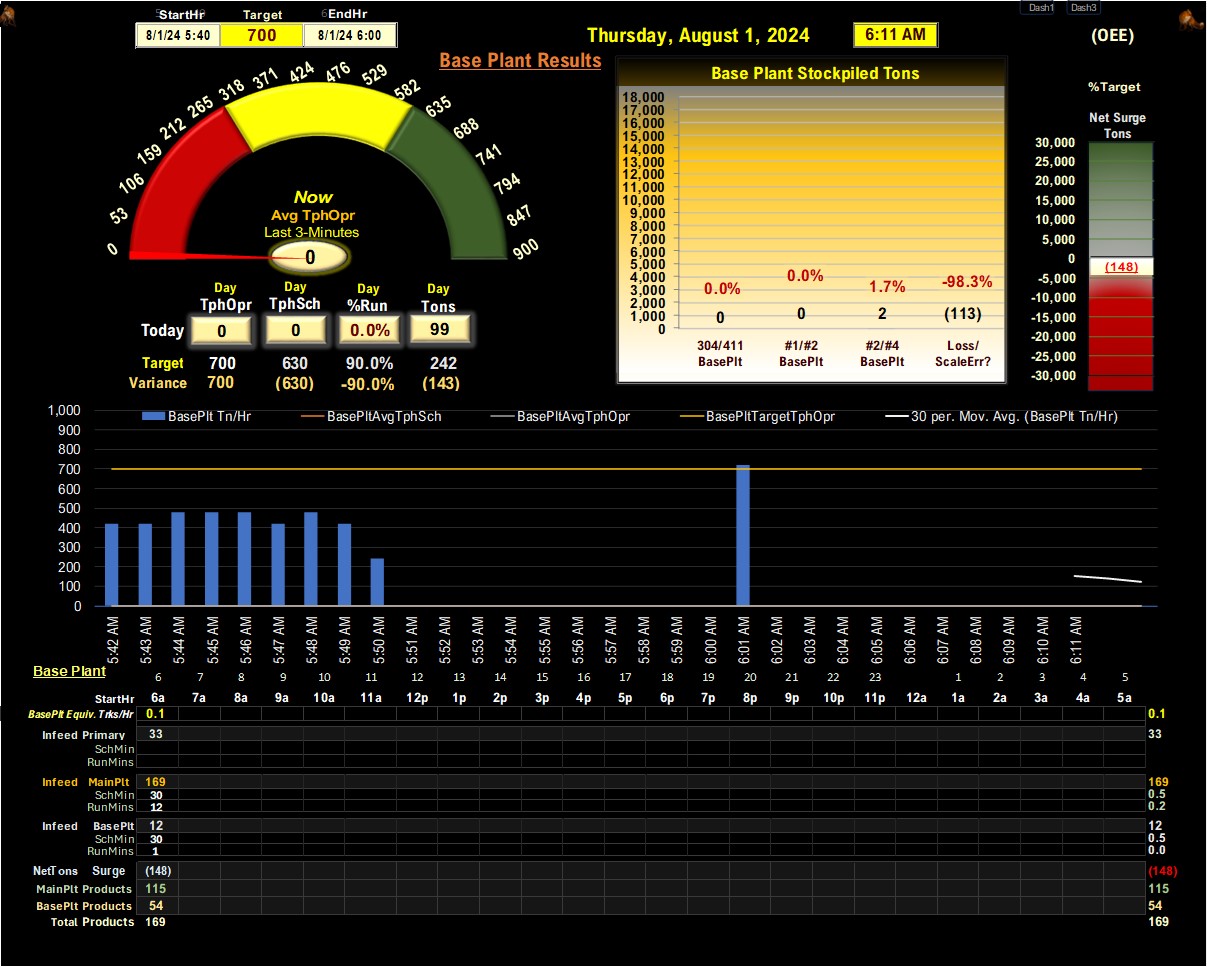 StartHr Target EndHr Dash1 Dash3
8/1/24 5:40 700 8/1/24 6:00 Thursday, August 1, 2024 6:11 AM (OEE)
Base Plant Results
0 53 106 159 212 265 318 371 424 476 529 582 635 688 741 794 847 900
Now
Avg TphOpr
Last 3-Minutes
0
Day Day Day Day
TphOpr TphSch %Run Tons
Today 0 0 0.0% 99
Target 700 630 90.0% 242
Variance 700 (630) -90.0% (143)
Base Plant Stockpiled Tons
18,000
17,000
16,000
15,000
14,000
13,000
12,000
11,000
10,000
9,000
8,000
7,000
6,000
5,000
4,000
3,000
2,000
1,000
0
0.0% 0.0% 1.7% -98.3%
0 0 2 (113)
304/411 #1/#2 #2/#4 Loss/
BasePlt BasePlt BasePlt ScaleErr?
%Target
Net Surge
Tons
30,000
25,000
20,000
15,000
10,000
5,000
0
-5,000
-10,000
-15,000
-20,000
-25,000
-30,000
(148)
BasePlt Tn/Hr BasePltAvgTphSch BasePltAvgTphOpr BasePltTargetTphOpr 30 per. Mov. Avg. (BasePlt Tn/Hr)
1,000
900
800
700
600
500
400
300
200
100
0
5:42 AM 5:43 AM 5:44 AM 5:45 AM 5:46 AM 5:47 AM 5:48 AM 5:49 AM 5:50 AM 5:51 AM 5:52 AM 5:53 AM 5:54 AM 5:55 AM 5:56 AM 5:57 AM 5:58 AM 5:59 AM 6:00 AM 6:01 AM 6:02 AM 6:03 AM 6:04 AM 6:05 AM 6:06 AM 6:07 AM 6:08 AM 6:09 AM 6:10 AM 6:11 AM
Base Plant 6 7 8 9 10 11 12 13 14 15 16 17 18 19 20 21 22 23 1 2 3 4 5
StartHr 6a 7a 8a 9a 10a 11a 12p 1p 2p 3p 4p 5p 6p 7p 8p 9p 10p 11p 12a 1a 2a 3a 4a 5a
BasePlt Equiv. Trks/Hr 0.1 0.1
Infeed Primary 33 33
SchMin
RunMins
Infeed MainPlt 169 169
SchMin 30 0.5
RunMins 12 0.2
Infeed BasePlt 12 12
SchMin 30 0.5
RunMins 1 0.0
NetTons Surge (148) (148)
MainPlt Products 115 115
BasePlt Products 54 54
Total Products 169 169